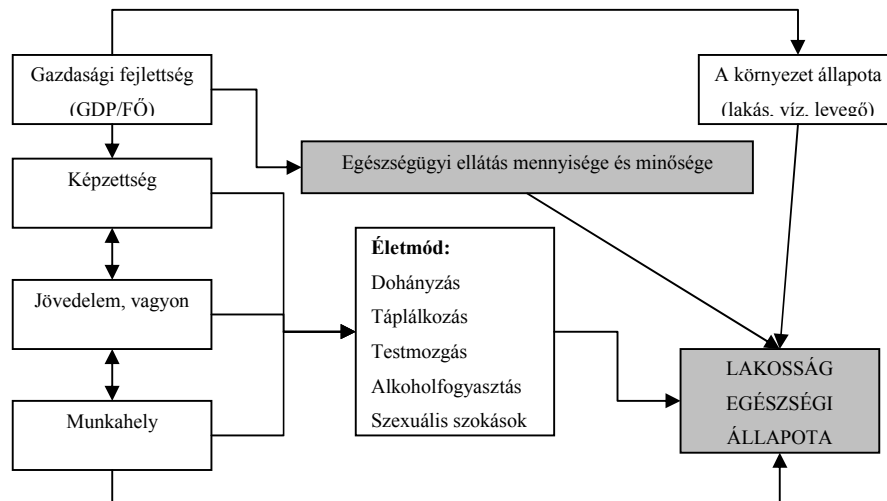 Gazdasági fejlettség
(GDP/FŐ)
A környezet állapota
(lakás, víz, levegő)
Egészségügyi ellátás mennyisége és minősége
Képzettség
Életmód:
Dohányzás
Táplálkozás
Testmozgás
Alkoholfogyasztás
Szexuális szokások
Jövedelem, vagyon
LAKOSSÁG
EGÉSZSÉGI
ÁLLAPOTA
Munkahely